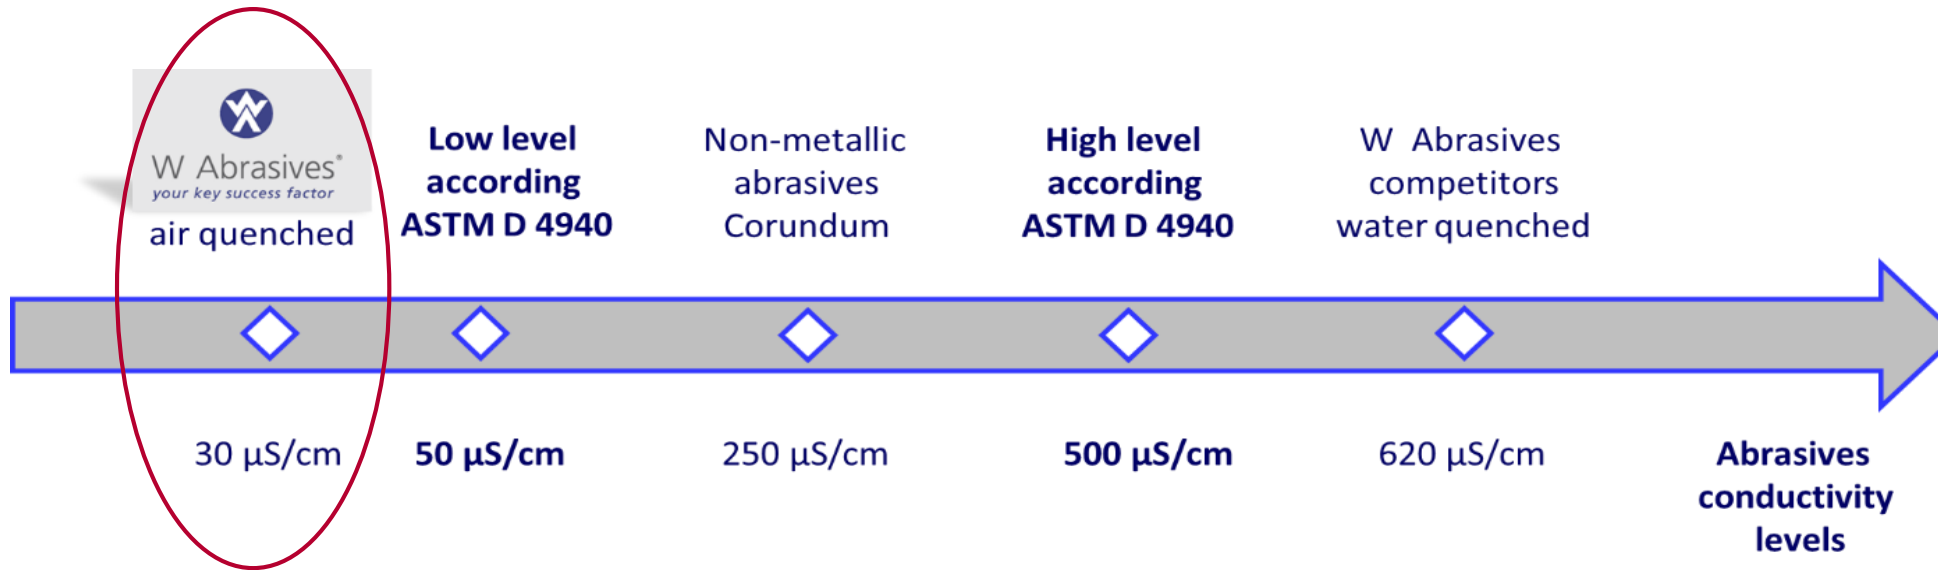 W Abrasives®
your key success factor
air quenched
Low level
according
ASTM D 4940
Non-metallic
abrasives
Corundum
High level
according
ASTM D 4940
W Abrasives
competitors
water quenched
30 µS/cm
50 µS/cm
250 µS/cm
500 µS/cm
620 µS/cm
Abrasives
conductivity
levels